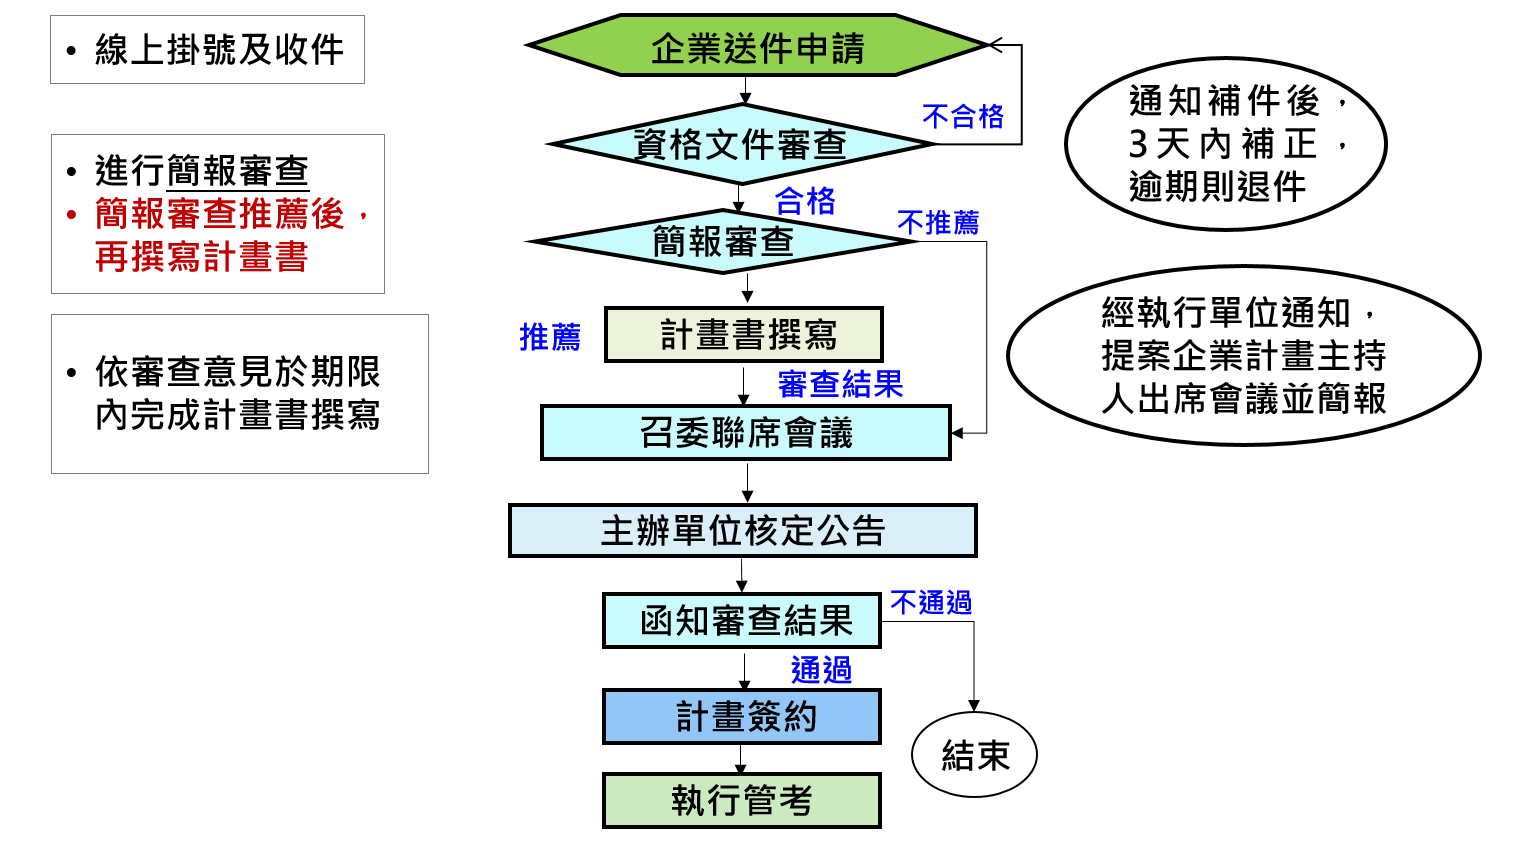 • 線上掛號及收件
• 進行簡報審查
• 簡報審查推薦後，
再撰寫計畫書
• 依審查意見於期限
內完成計畫書撰寫
企業送件申請
不合格
資格文件審查
合格
不推薦
簡報審查
推薦
計畫書撰寫
審查結果
召委聯席會議
主辦單位核定公告
不通過
函知審查結果
通過
計畫簽約
結束
執行管考
通知補件後，
3天內補正，
逾期則退件
經執行單位通知，
提案企業計畫主持
人出席會議並簡報